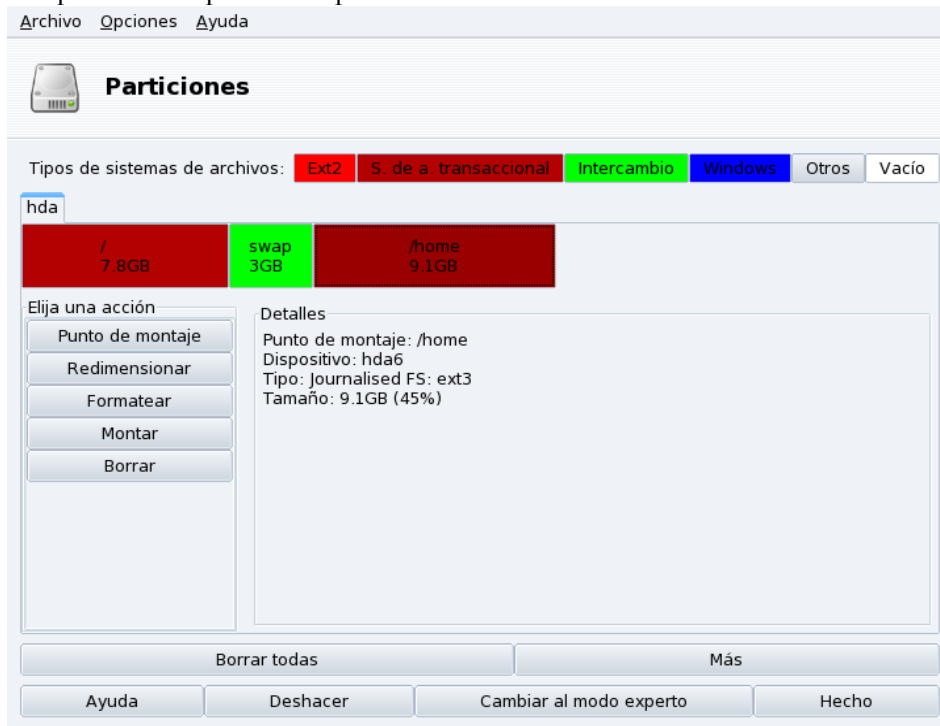 Archivo Opciones Ayuda
Particiones
Tipos de sistemas de archivos: Ext2 S. de a. transaccional Intercambio Windows Otros Vacío
hda
/ swap /home
7.8GB 3GB 9.1GB
Elija una acción
Punto de montaje
Redimensionar
Formatear
Montar
Borrar
Detalles
Punto de montaje: /home
Dispositivo: hda6
Tipo: Journalised FS: ext3
Tamaño: 9.1GB (45%)
Borrar todas Más
Ayuda Deshacer Cambiar al modo experto Hecho